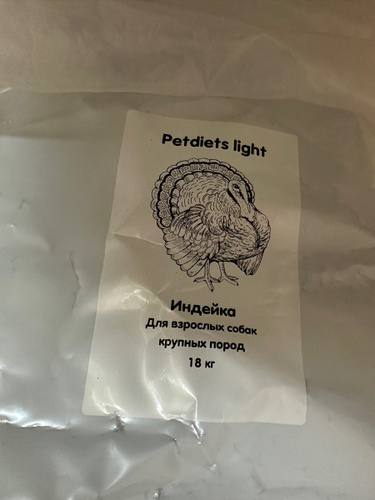 Petdiets light
Индейка
Для взрослых собак
крупных пород
18 кг